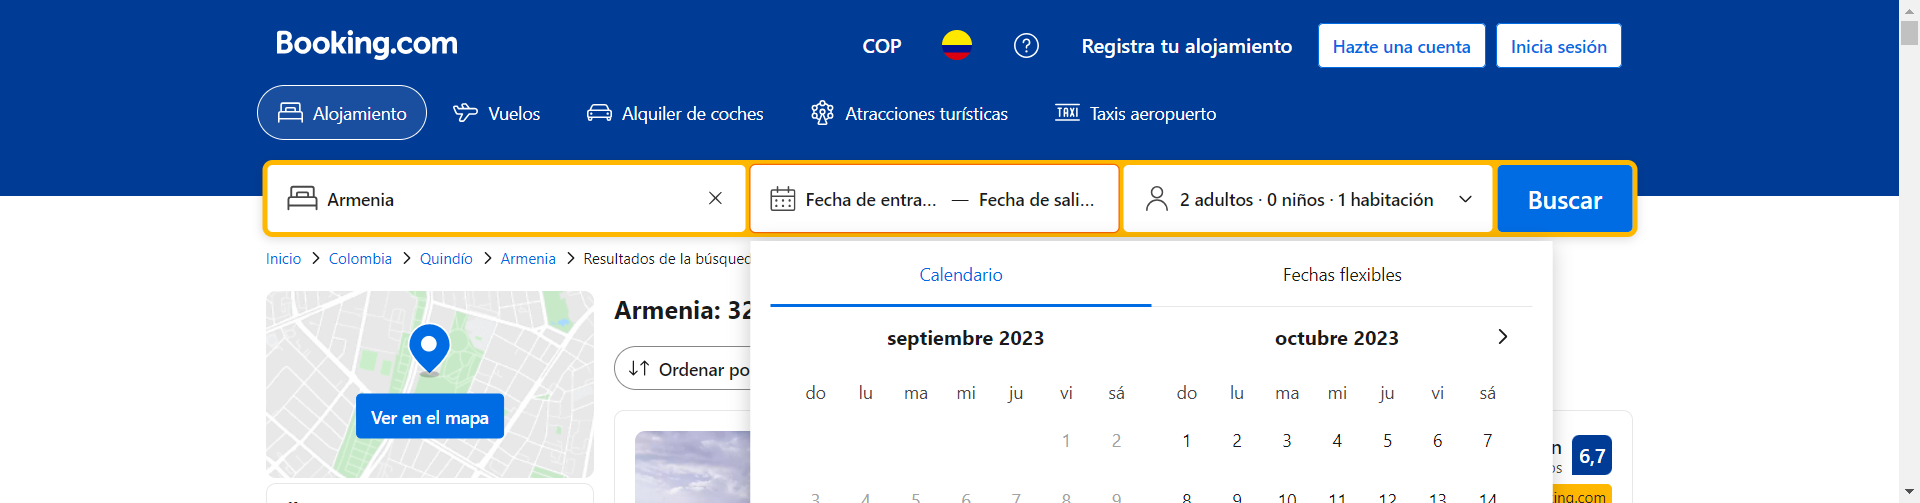 Booking.com
COP
Registra tu alojamiento
Hazte una cuenta
Inicia sesión
Alojamiento
Vuelos
Alquiler de coches
Atracciones turísticas
TAXI
Taxis aeropuerto
Armenia
Fecha de entra... — Fecha de sali...
2 adultos · 0 niños · 1 habitación
Buscar
Inicio > Colombia > Quindío > Armenia > Resultados de la búsqued
Calendario
Fechas flexibles
Armenia: 32
Ordenar po
Ver en el mapa
septiembre 2023
do lu ma mi ju vi sá
1 2
3 4 5 6 7 8 9
octubre 2023
do lu ma mi ju vi sá
1 2 3 4 5 6 7
8 9 10 11 12 13 14
6,7
ing.com